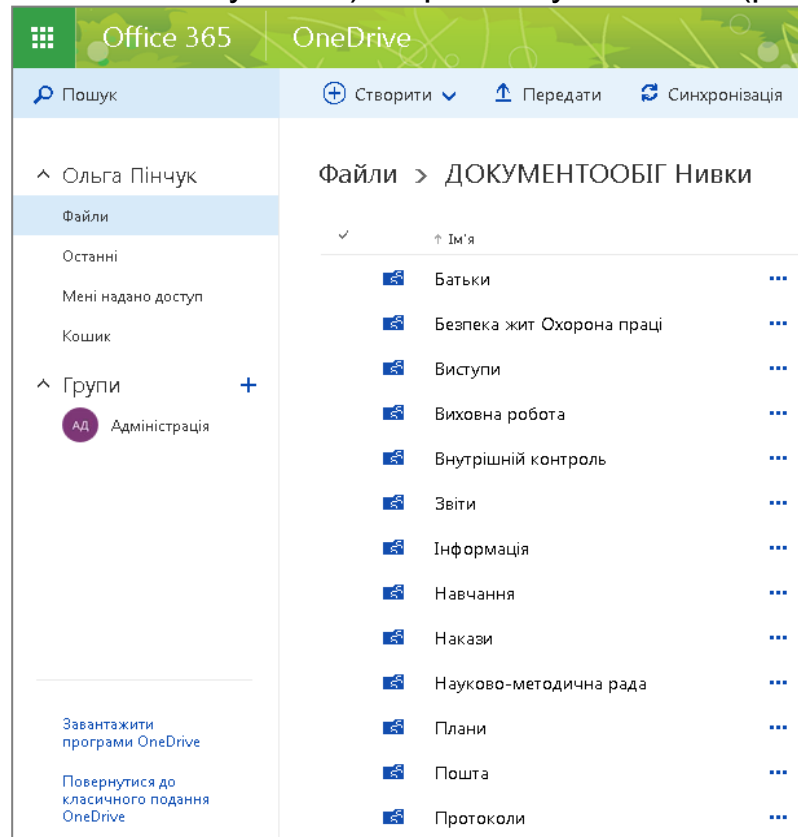 Office 365
OneDrive
Пошук
Створити
Передати
Синхронізація
Ольга Пінчук
Файли
Останні
Мені надано доступ
Кошик
Групи
АД
Адміністрація
Завантажити
програми OneDrive
Повернутися до
класичного подання
OneDrive
Файли > ДОКУМЕНТООБІГ Нивки
Ім'я
Батьки
Безпека жит Охорона праці
Виступи
Виховна робота
Внутрішній контроль
Звіти
Інформація
Навчання
Накази
Науково-методична рада
Плани
Пошта
Протоколи